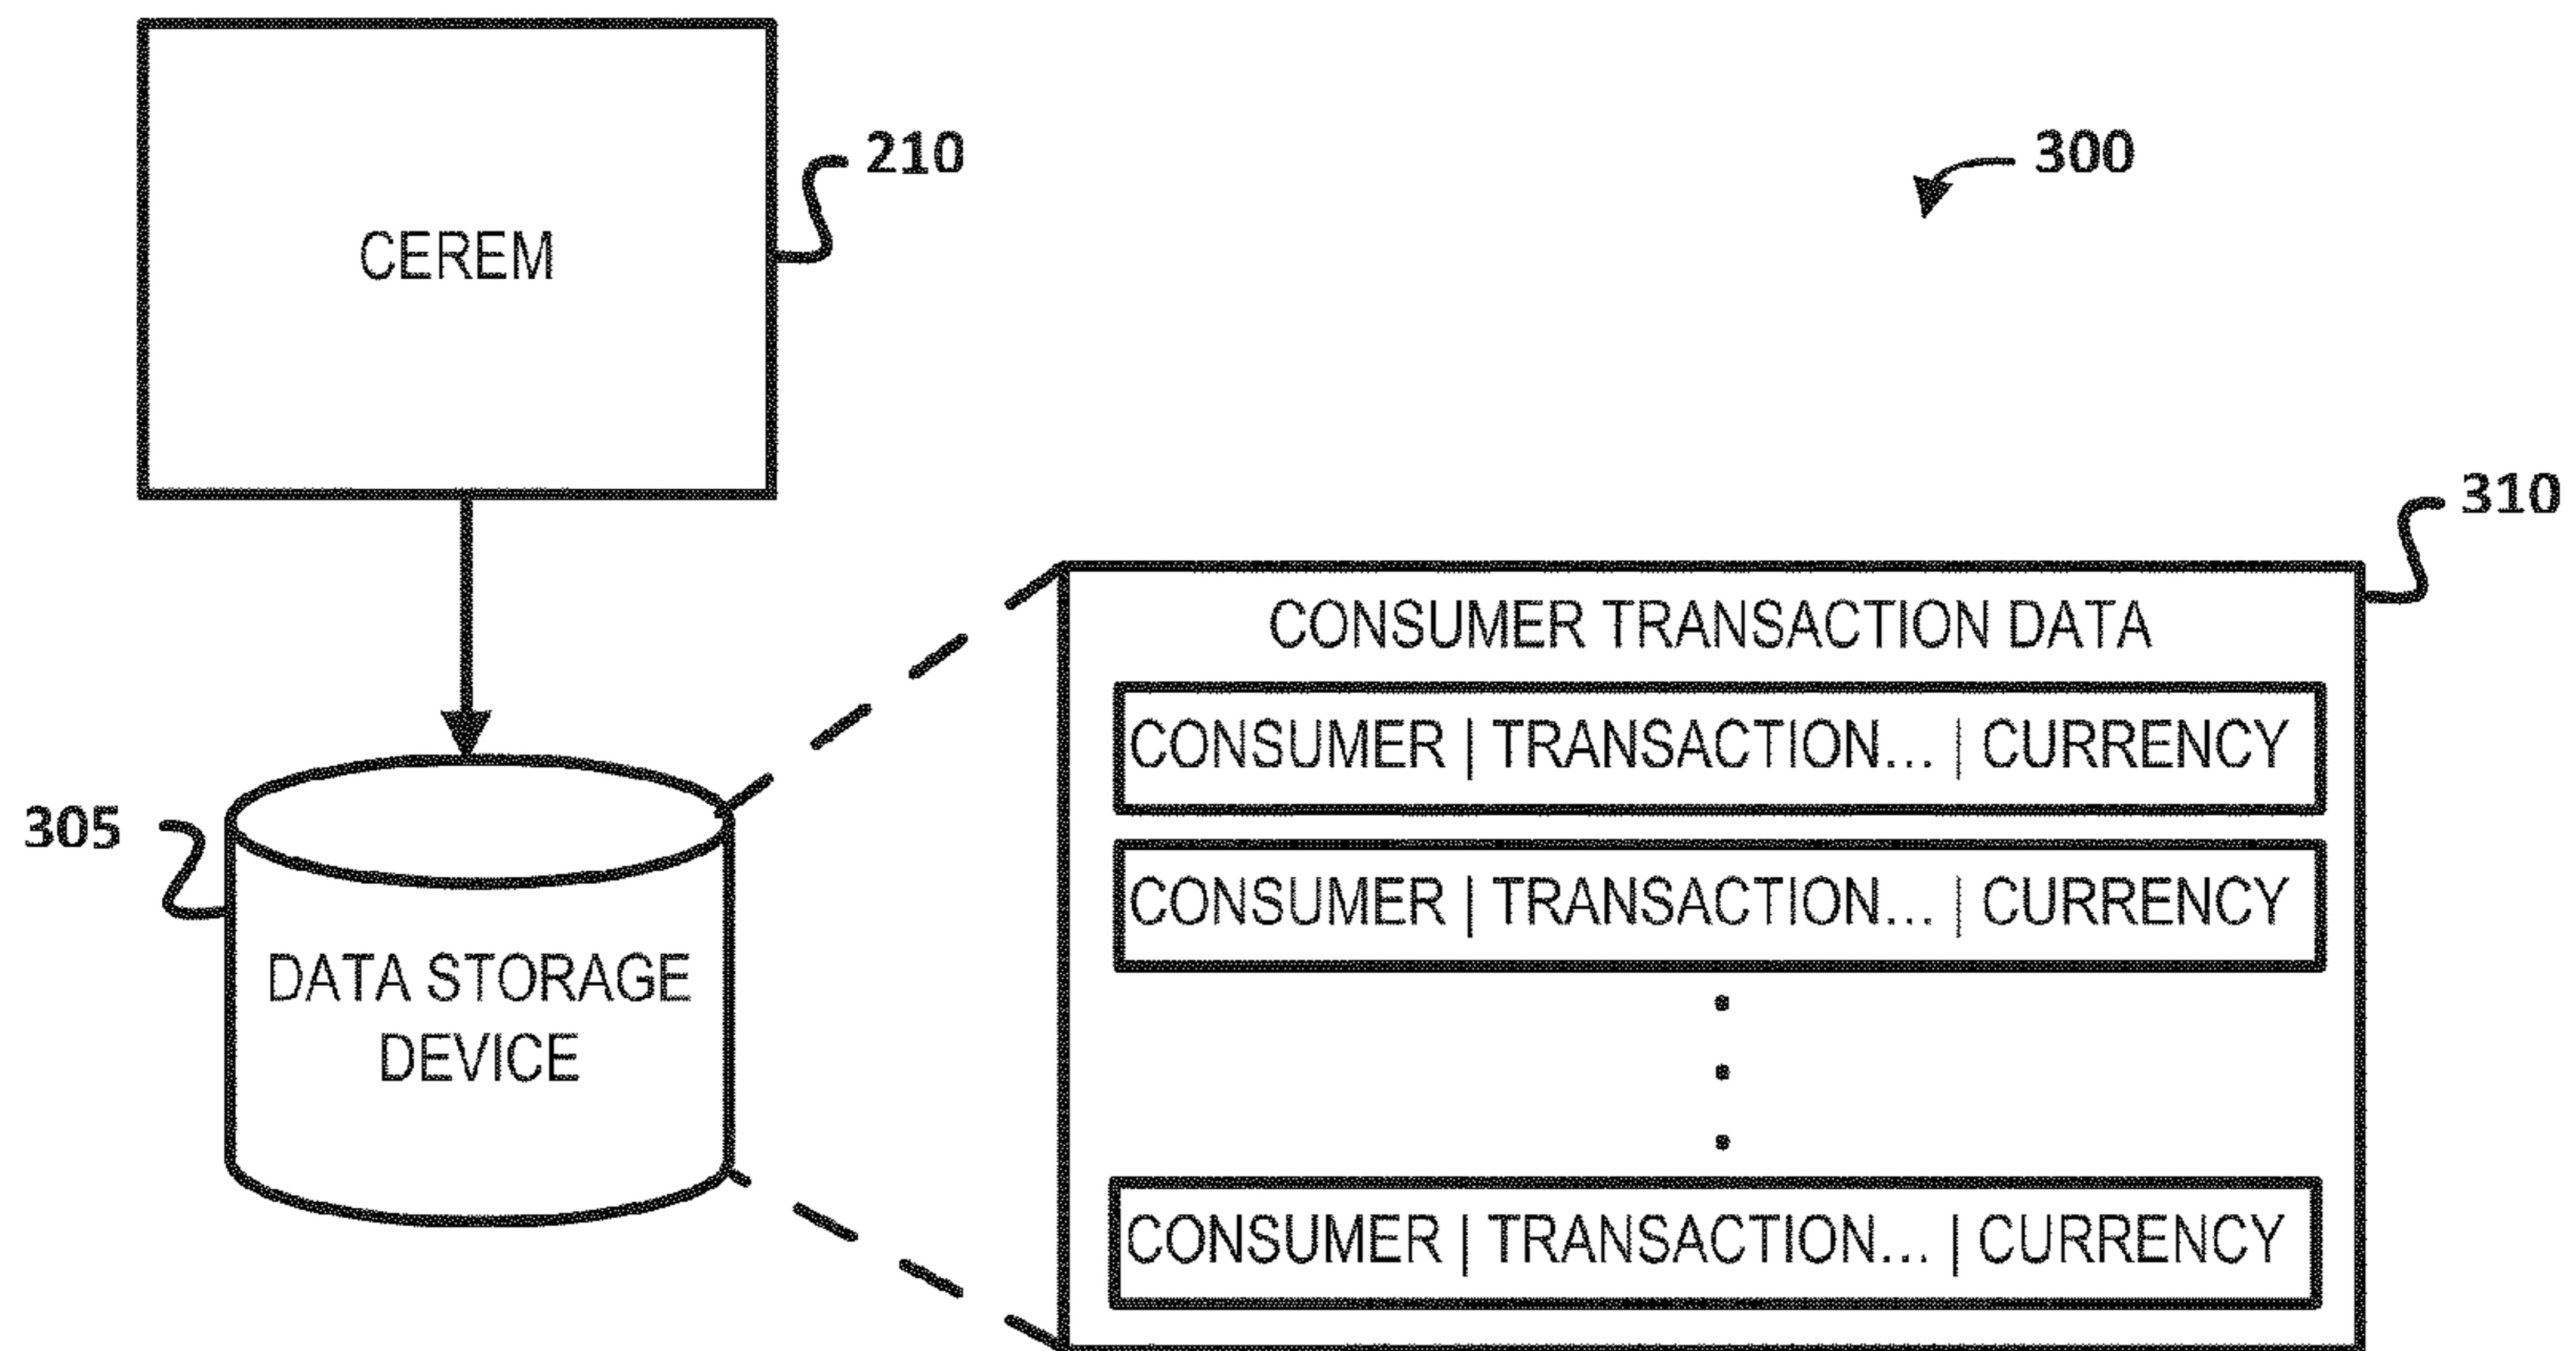 210
300
CEREM
310
CONSUMER TRANSACTION DATA
CONSUMER | TRANSACTION... | CURRENCY
305
CONSUMER | TRANSACTION... | CURRENCY
DATA STORAGE
DEVICE
CONSUMER | TRANSACTION... | CURRENCY